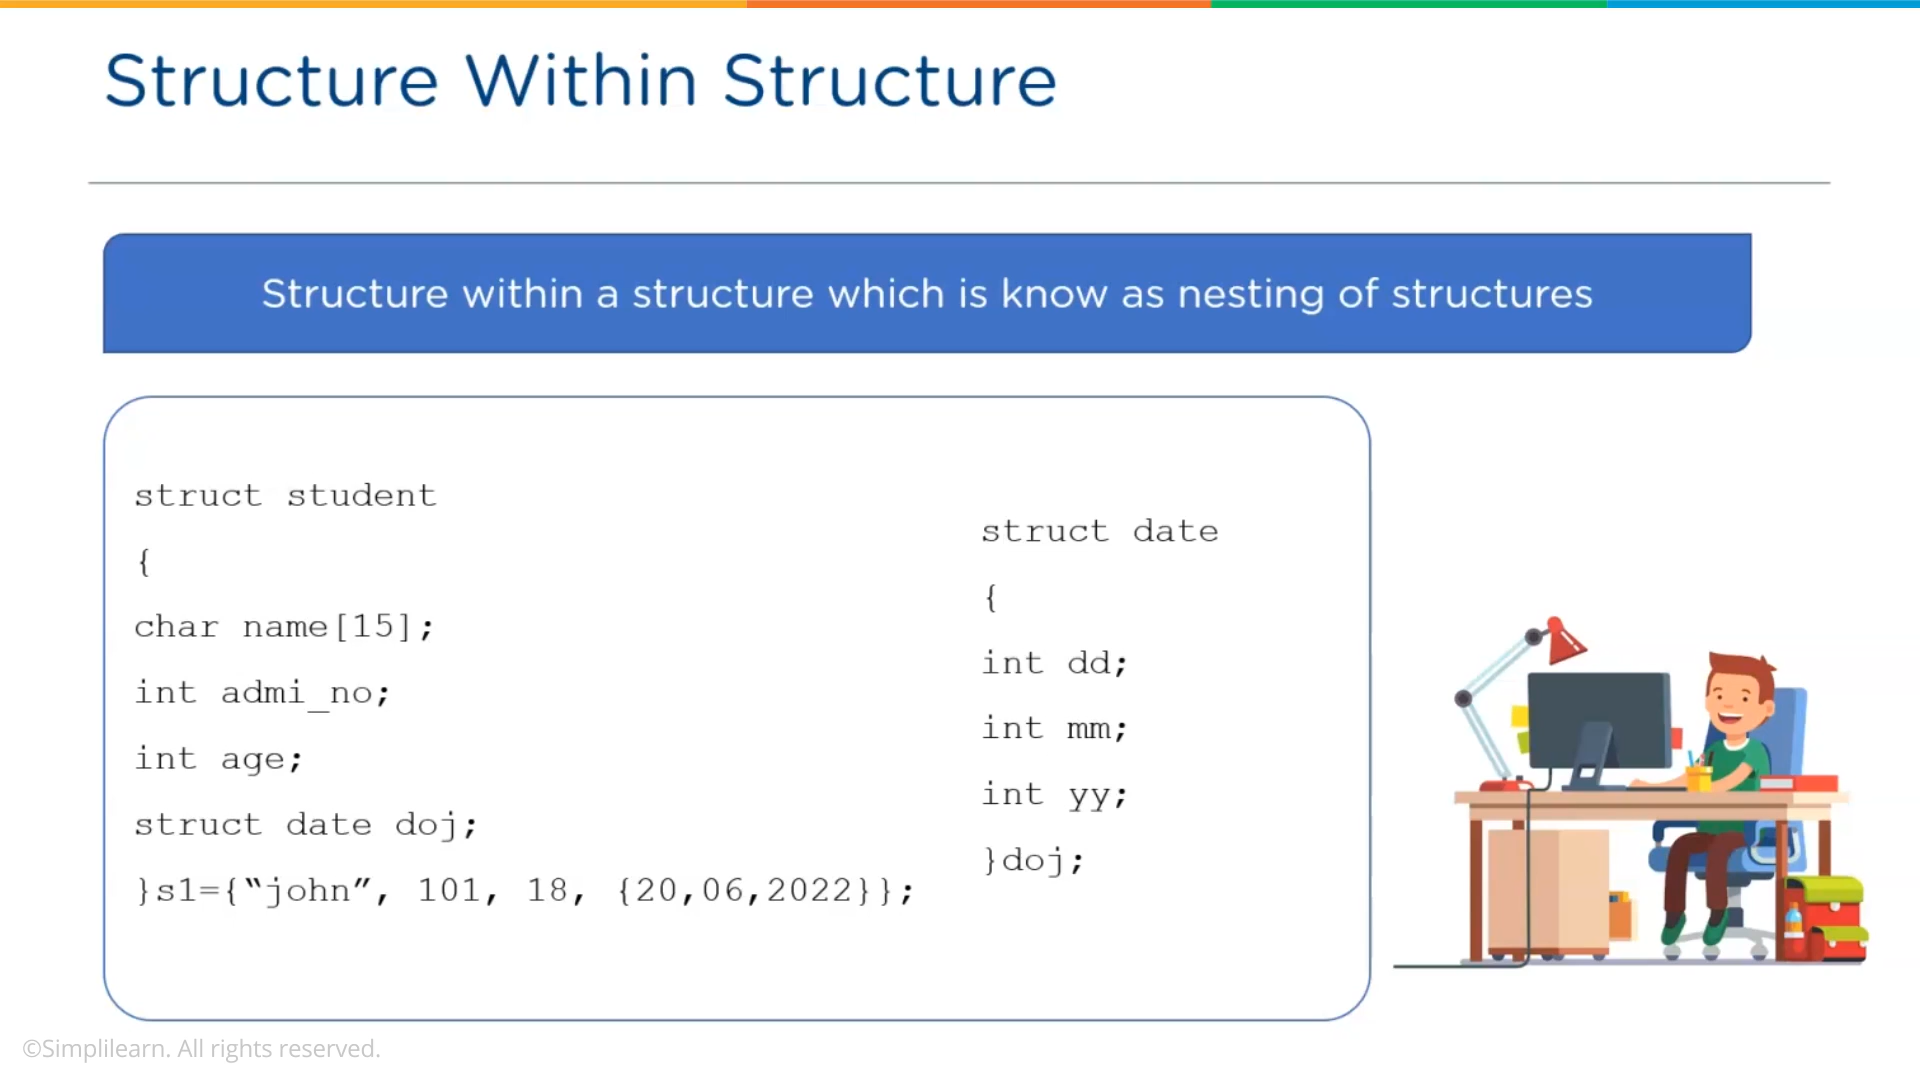 Structure Within Structure
Structure within a structure which is know as nesting of structures
struct student
{
char name[15];
int admi_no;
int age;
struct date doj;
}s1={“john”, 101, 18, {20,06,2022}};
struct date
{
int dd;
int mm;
int yy;
}doj;
©Simplilearn. All rights reserved.